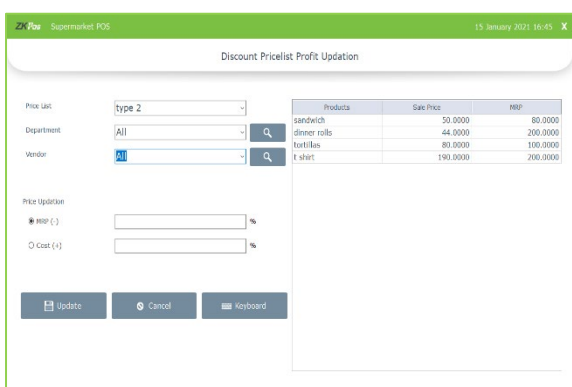 ZKPos Supermarket POS 15 January 2021 16:45 X
Discount Pricelist Profit Updation
Price List type 2
Department All
Vendor All
Price Updation
MRP (-) %
Cost (+) %
Update Cancel Keyboard
Products Sale Price MRP
sandwich 50.0000 80.0000
dinner rolls 44.0000 200.0000
tortillas 80.0000 100.0000
t shirt 190.0000 200.0000